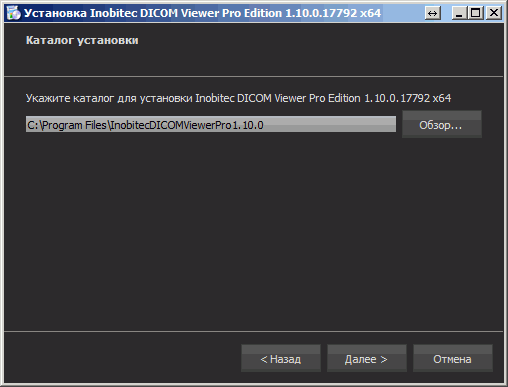 Установка Inobitec DICOM Viewer Pro Edition 1.10.0.17792 x64
Каталог установки
Укажите каталог для установки Inobitec DICOM Viewer Pro Edition 1.10.0.17792 x64
C:\Program Files\InobitecDICOMViewerPro1.10.0
Обзор...
< Назад
Далее >
Отмена